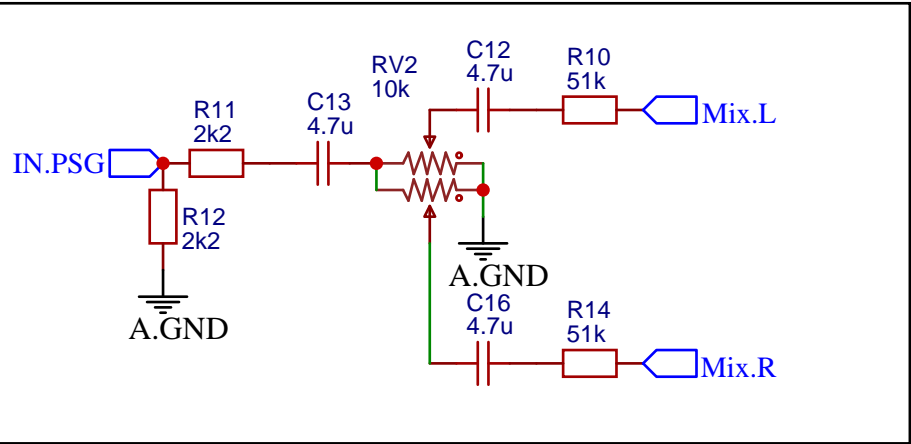 C12
4.7u
R10
51k
RV2
10k
Mix.L
R11
2k2
C13
4.7u
IN.PSG
R12
2k2
A.GND
A.GND
C16
4.7u
R14
51k
Mix.R